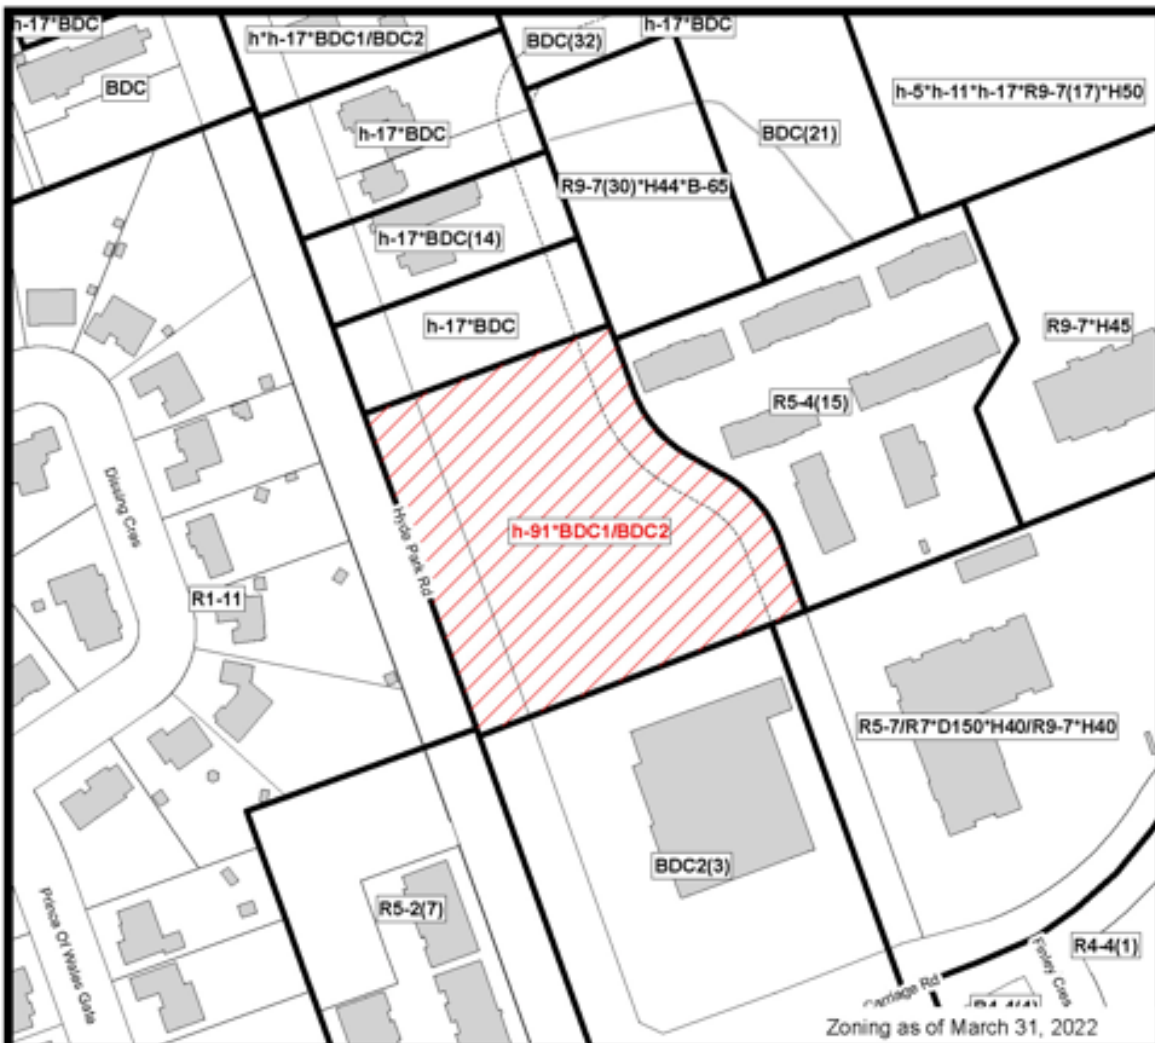 h-17*BDC
h*h-17*BDC1/BDC2
h-17*BDC
BDC(32)
BDC
h-5*h-11*h-17*R9-7(17)*H50
h-17*BDC
BDC(21)
R9-7(30)*H44*B-65
h-17*BDC(14)
h-17*BDC
R9-7*H45
R5-4(15)
Dissing Cres
Hyde Park Rd
h-91*BDC1/BDC2
R1-11
R5-7/R7*D150*H40/R9-7*H40
BDC2(3)
R5-2(7)
Prince Of Wales Gate
R4-4(1)
Finley Cres
Carriage Rd
Zoning as of March 31, 2022